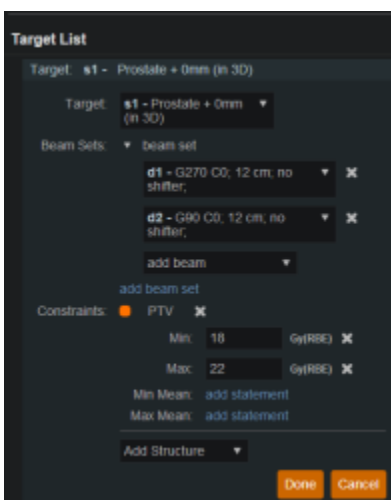 Target List
Target: s1 - Prostate + 0mm (in 3D)
Target: s1 - Prostate + 0mm
(in 3D)
Beam Sets: beam set
d1 - G270 C0; 12 cm; no
shifter;
d2 - G90 C0; 12 cm; no
shifter;
add beam
add beam set
Constraints: PTV
Min: 18 Gy(RBE)
Max: 22 Gy(RBE)
Min Mean: add statement
Max Mean: add statement
Add Structure
Done Cancel